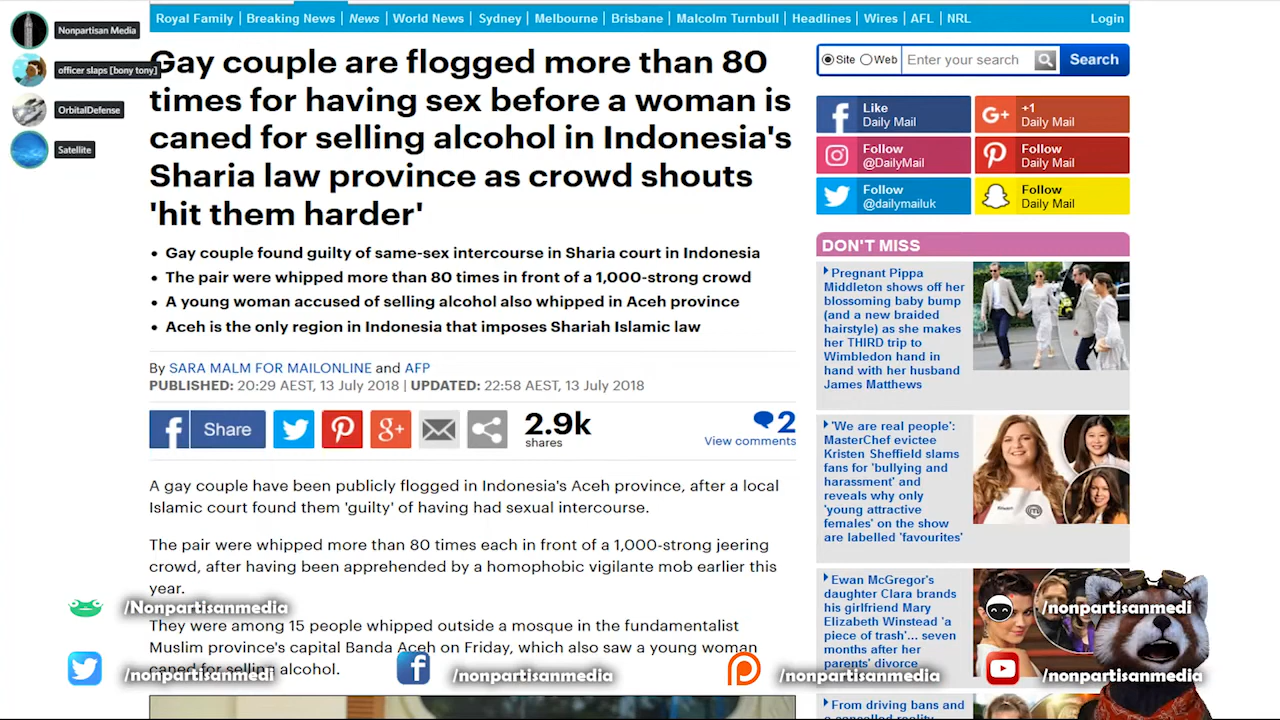 Royal Family | Breaking News | News | World News | Sydney | Melbourne | Brisbane | Malcolm Turnbull | Headlines | Wires | AFL | NRL
Login
Nonpartisan Media
officer slaps [bony tony]
OrbitalDefense
Satellite
Gay couple are flogged more than 80
times for having sex before a woman is
caned for selling alcohol in Indonesia's
Sharia law province as crowd shouts
'hit them harder'
• Gay couple found guilty of same-sex intercourse in Sharia court in Indonesia
• The pair were whipped more than 80 times in front of a 1,000-strong crowd
• A young woman accused of selling alcohol also whipped in Aceh province
• Aceh is the only region in Indonesia that imposes Shariah Islamic law
By SARA MALM FOR MAILONLINE and AFP
PUBLISHED: 20:29 AEST, 13 July 2018 | UPDATED: 22:58 AEST, 13 July 2018
Share
2.9k
shares
2
View comments
A gay couple have been publicly flogged in Indonesia's Aceh province, after a local
Islamic court found them 'guilty' of having had sexual intercourse.
The pair were whipped more than 80 times each in front of a 1,000-strong jeering
crowd, after having been apprehended by a homophobic vigilante mob earlier this
year.
They were among 15 people whipped outside a mosque in the fundamentalist
Muslim province's capital Banda Aceh on Friday, which also saw a young woman
caned for selling alcohol.
Site Web Enter your search Search
Like
Daily Mail
+1
Daily Mail
Follow
@DailyMail
Follow
Daily Mail
Follow
@dailymailuk
Follow
Daily Mail
DON'T MISS
Pregnant Pippa
Middleton shows off her
blossoming baby bump
(and a new braided
hairstyle) as she makes
her THIRD trip to
Wimbledon hand in
hand with her husband
James Matthews
'We are real people':
MasterChef evictee
Kristen Sheffield slams
fans for 'bullying and
harassment' and
reveals why only
'young attractive
females' on the show
are labelled 'favourites'
Ewan McGregor's
daughter Clara brands
his girlfriend Mary
Elizabeth Winstead 'a
piece of trash'... seven
months after her
parents' divorce
From driving bans and
a cancelled reality
/Nonpartisanmedia
/nonpartisanmedi
/nonpartisanmedi
/nonpartisanmedia
/nonpartisanmedia
/nonpartisanmedia